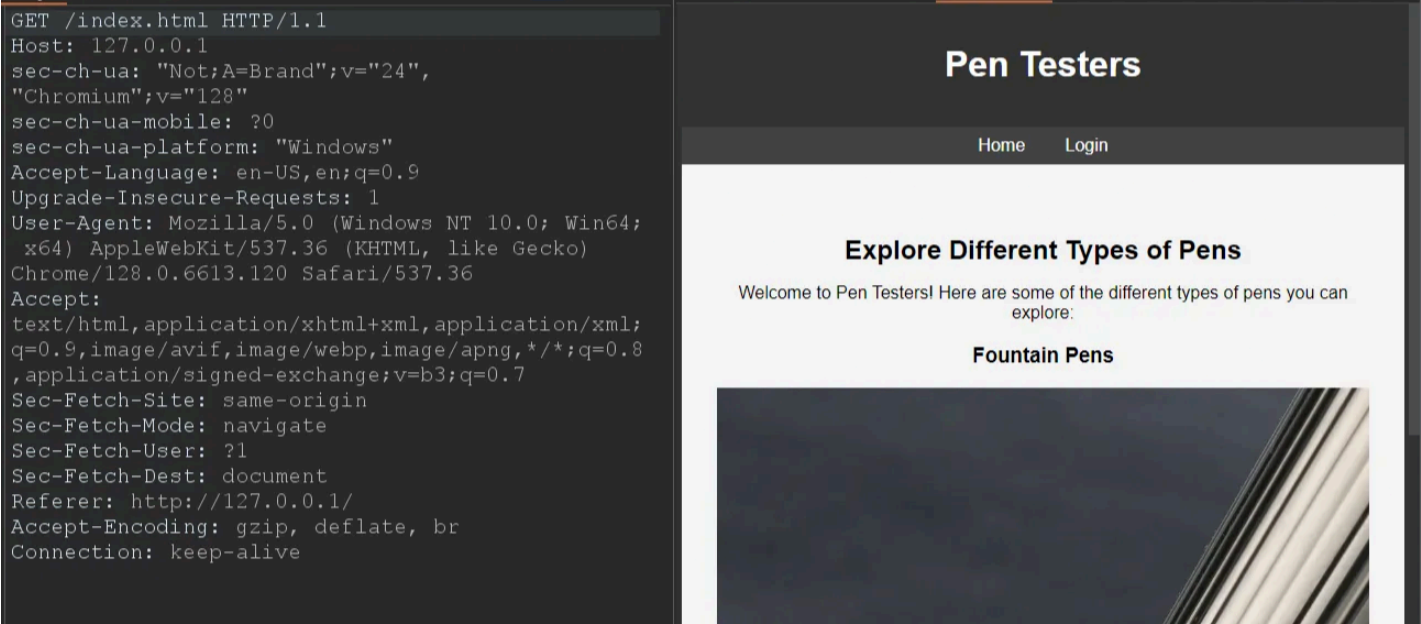 GET /index.html HTTP/1.1
Host: 127.0.0.1
sec-ch-ua: "Not;A=Brand";v="24",
"Chromium";v="128"
sec-ch-ua-mobile: ?0
sec-ch-ua-platform: "Windows"
Accept-Language: en-US,en;q=0.9
Upgrade-Insecure-Requests: 1
User-Agent: Mozilla/5.0 (Windows NT 10.0; Win64;
x64) AppleWebKit/537.36 (KHTML, like Gecko)
Chrome/128.0.6613.120 Safari/537.36
Accept:
text/html,application/xhtml+xml,application/xml;
q=0.9,image/avif,image/webp,image/apng,*/*;q=0.8
,application/signed-exchange;v=b3;q=0.7
Sec-Fetch-Site: same-origin
Sec-Fetch-Mode: navigate
Sec-Fetch-User: ?1
Sec-Fetch-Dest: document
Referer: http://127.0.0.1/
Accept-Encoding: gzip, deflate, br
Connection: keep-alive
Pen Testers
Home Login
Explore Different Types of Pens
Welcome to Pen Testers! Here are some of the different types of pens you can
explore:
Fountain Pens